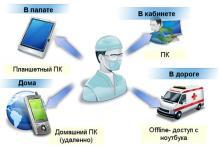 В палате
В кабинете
Планшетный ПК
ПК
Дома
В дороге
Домашний ПК
(удаленно)
Offline- доступ с
ноутбука